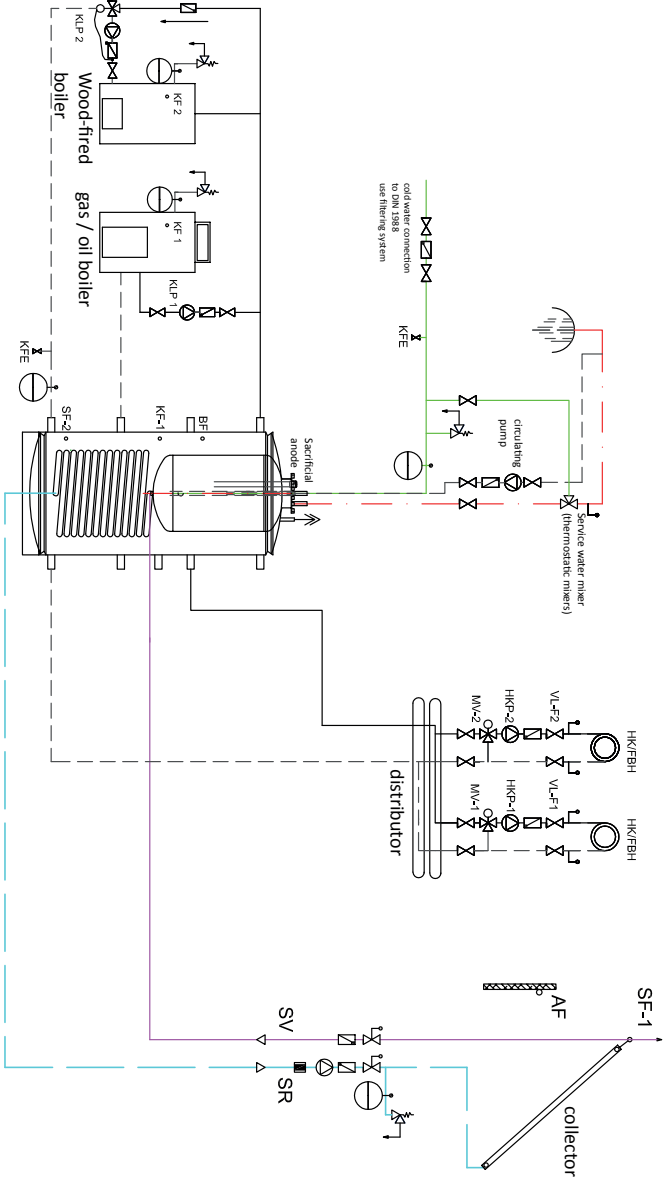 SF-1
HK/FBH
HK/FBH
Service water mixer
(thermostatic mixers)
collector
AF
VL-F2
VL-F1
HKP-2
HKP-1
circulating
pump
MV-2
MV-1
cold water connection
to DIN 1988
use filtering system
KFE
distributor
Sacrificial
anode
SV
SR
BF
KF-1
SF-2
KLP 1
KF 2
KF 1
KLP 2
Wood-fired
boiler
gas / oil boiler
KFE